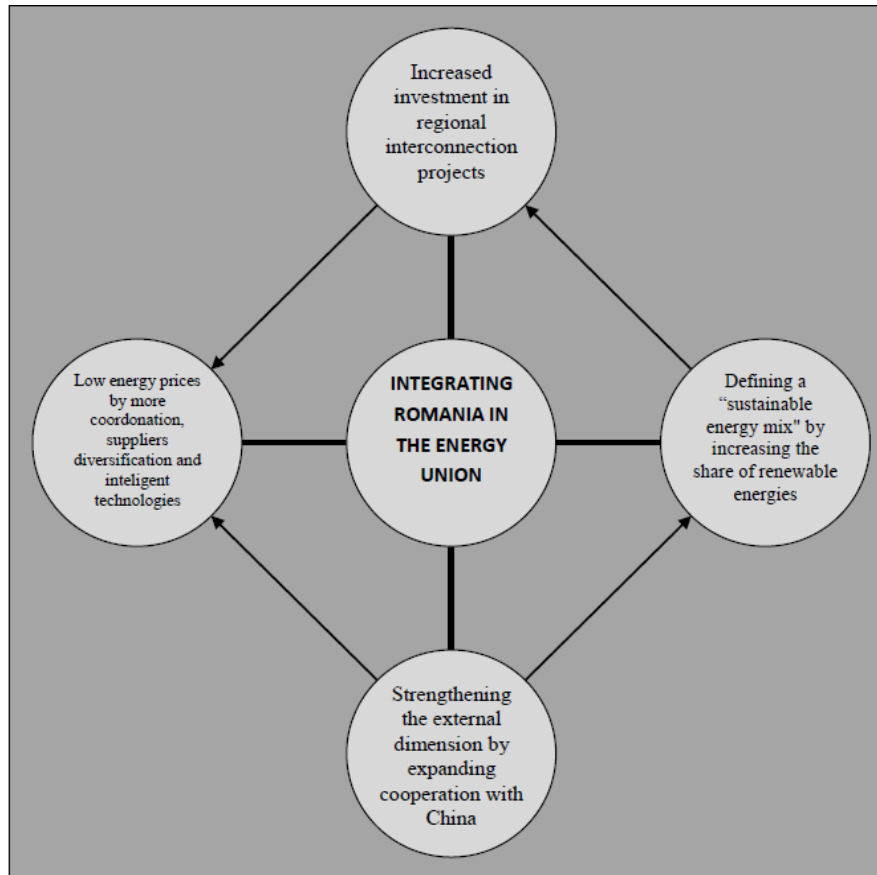 Increased
investment in
regional
interconnection
projects
Low energy prices
by more
coordonation,
suppliers
diversification and
inteligent
technologies
INTEGRATING
ROMANIA IN
THE ENERGY
UNION
Defining a
“sustainable
energy mix" by
increasing the
share of renewable
energies
Strengthening
the external
dimension by
expanding
cooperation with
China